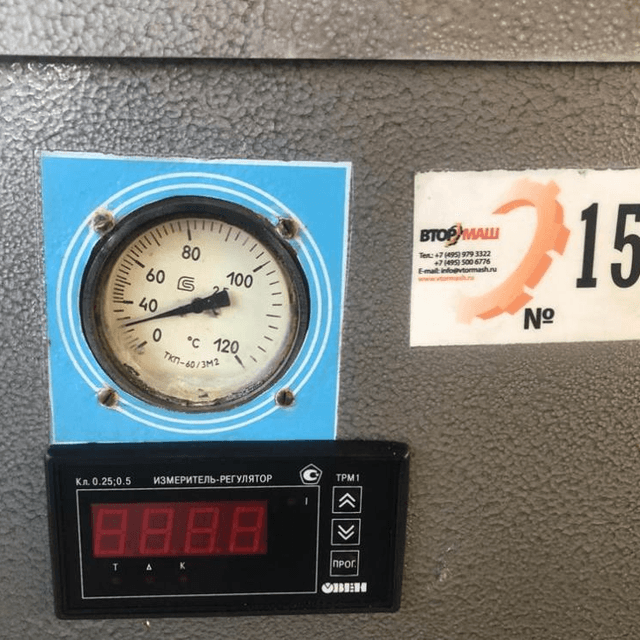 80
60
100
40
2.5
0
°C
120
ТКП-60/3М2
ВТОРМАШ
Тел.: +7 (495) 979 3322
+7 (495) 500 6776
E-mail: info@vtormash.ru
www.vtormash.ru
№
15
Кл. 0.25;0.5 ИЗМЕРИТЕЛЬ-РЕГУЛЯТОР ТРМ1
I
Т Δ К
ПРОГ.
ОВЕН